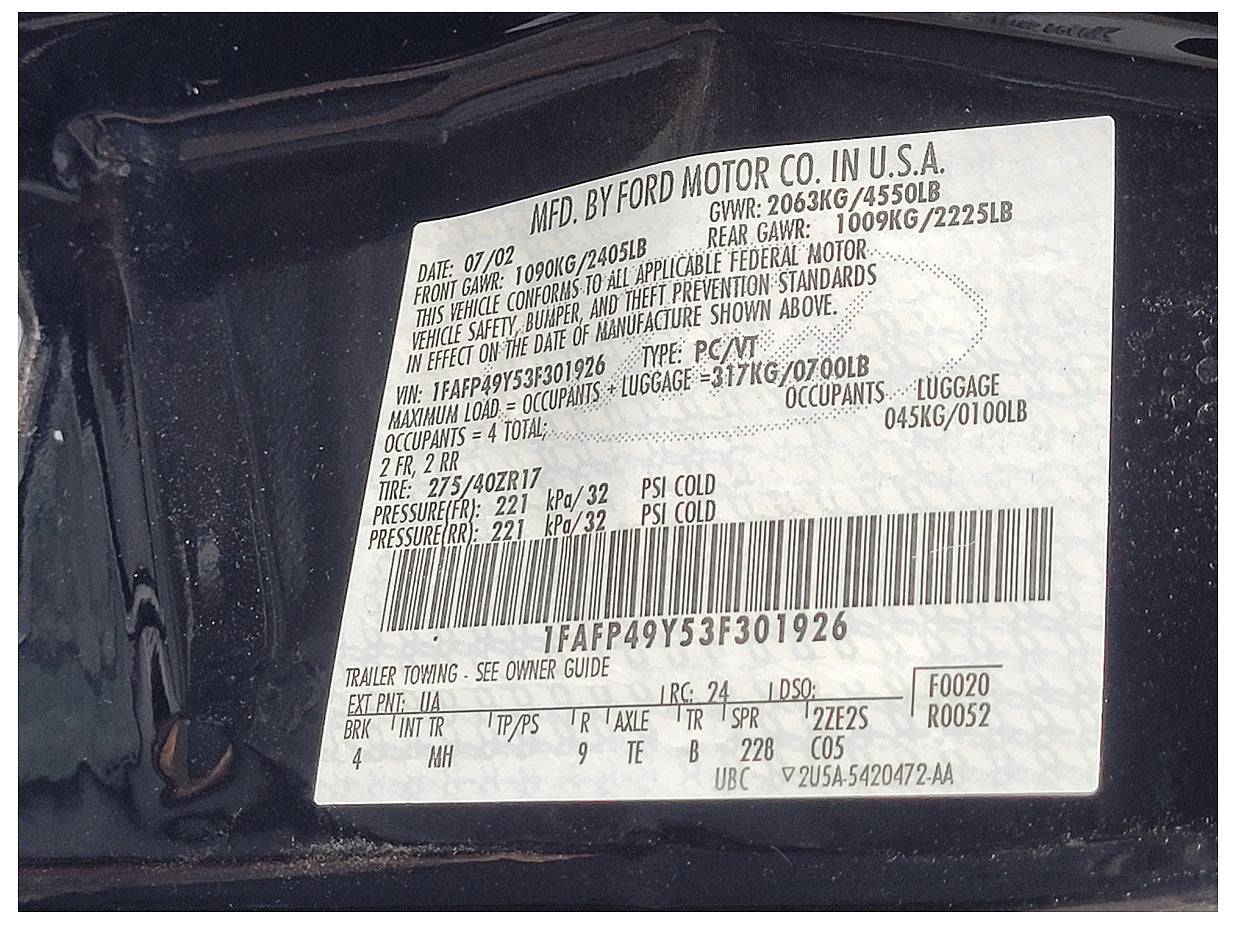 MFD. BY FORD MOTOR CO. IN U.S.A.
DATE: 07/02 GVWR: 2063KG/4550LB
FRONT GAWR: 1090KG/2405LB REAR GAWR: 1009KG/2225LB
THIS VEHICLE CONFORMS TO ALL APPLICABLE FEDERAL MOTOR
VEHICLE SAFETY, BUMPER, AND THEFT PREVENTION STANDARDS
IN EFFECT ON THE DATE OF MANUFACTURE SHOWN ABOVE.
VIN: 1FAFP49Y53F301926 TYPE: PC/VT
MAXIMUM LOAD = OCCUPANTS + LUGGAGE =317KG/0700LB
OCCUPANTS = 4 TOTAL; OCCUPANTS LUGGAGE
2 FR, 2 RR 045KG/0100LB
TIRE: 275/40ZR17
PRESSURE(FR): 221 kPa/32 PSI COLD
PRESSURE(RR): 221 kPa/32 PSI COLD
1FAFP49Y53F301926
TRAILER TOWING - SEE OWNER GUIDE
EXT PNT: UA RC: 24 DSO: F0020
BRK INT TR TP/PS R AXLE TR SPR 2ZE2S R0052
4 MH 9 TE B 228 C05
UBC ▽2U5A-5420472-AA